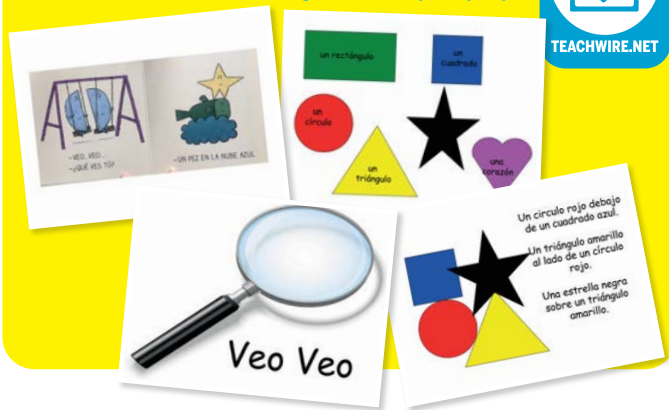 TEACHWIRE.NET
-VEO, VEO...
-¿QUÉ VES TÚ?
-UN PEZ EN LA NUBE AZUL.
un rectángulo
un
cuadrado
un
círculo
un
triángulo
una
corazón
Veo Veo
Un circulo rojo debajo
de un cuadrado azul.
Un triángulo amarillo
al lado de un círculo
rojo.
Una estrella negra
sobre un triángulo
amarillo.